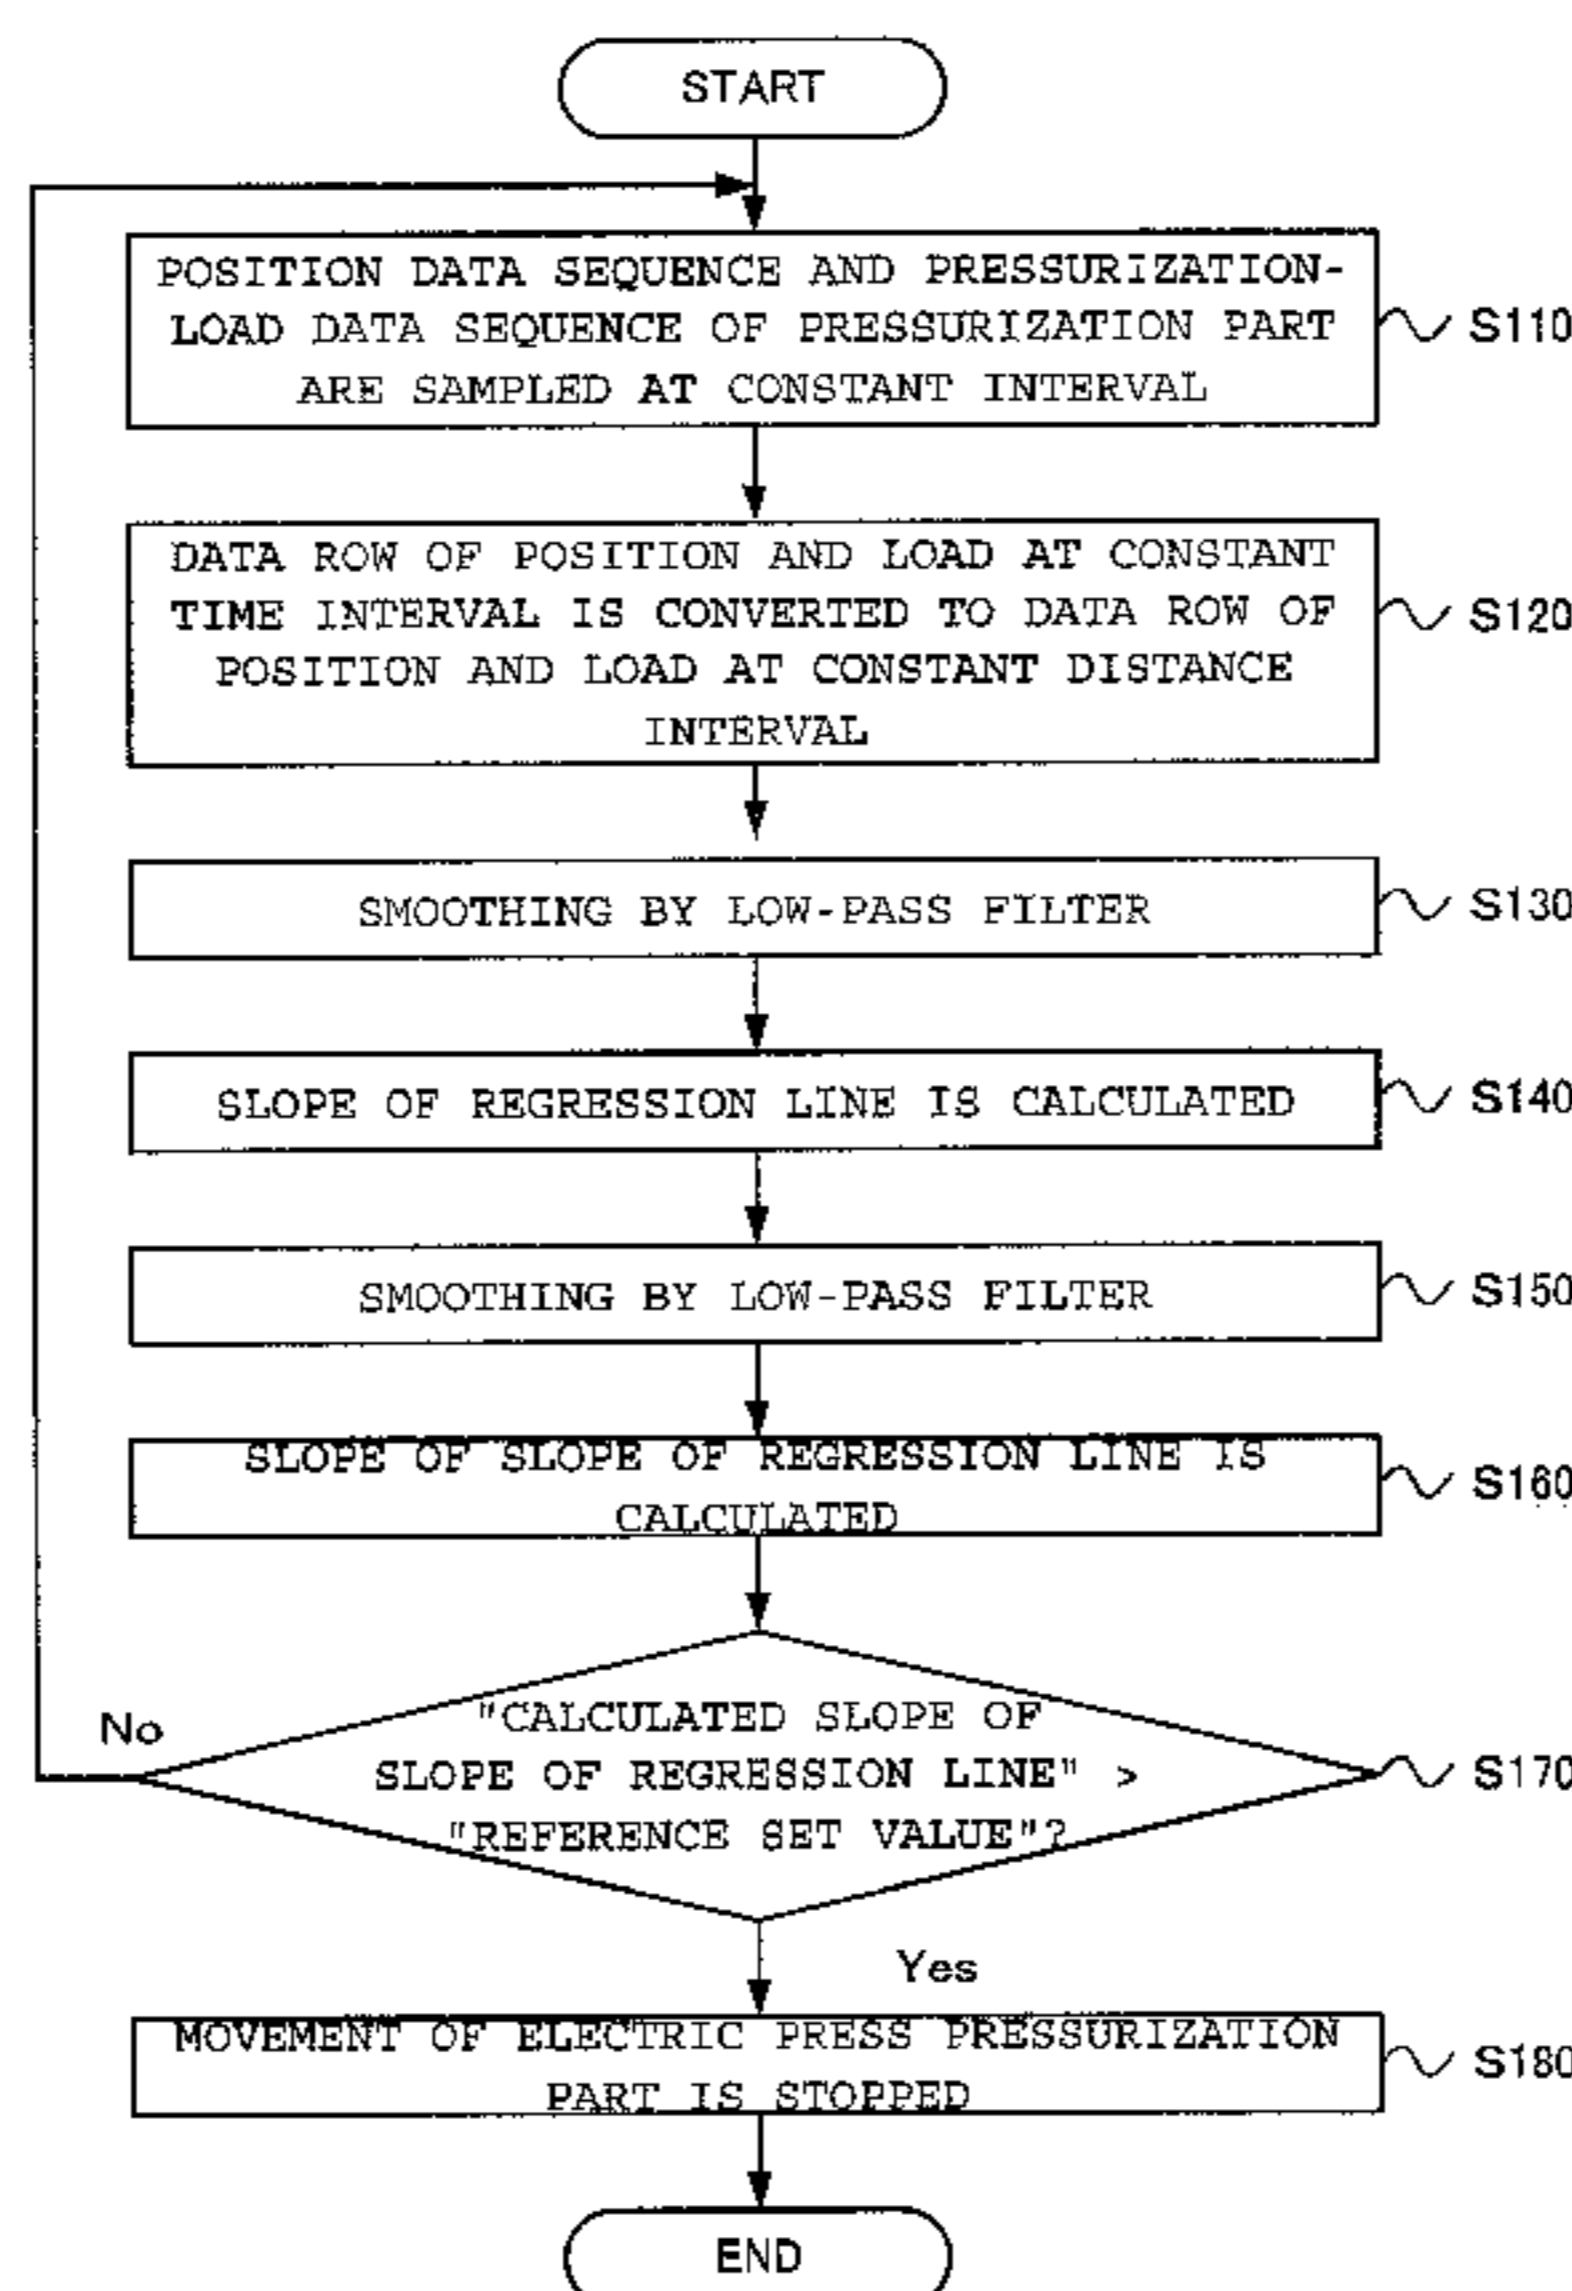 START
POSITION DATA SEQUENCE AND PRESSURIZATION-
LOAD DATA SEQUENCE OF PRESSURIZATION PART
ARE SAMPLED AT CONSTANT INTERVAL
S110
DATA ROW OF POSITION AND LOAD AT CONSTANT
TIME INTERVAL IS CONVERTED TO DATA ROW OF
POSITION AND LOAD AT CONSTANT DISTANCE
INTERVAL
S120
SMOOTHING BY LOW-PASS FILTER
S130
SLOPE OF REGRESSION LINE IS CALCULATED
S140
SMOOTHING BY LOW-PASS FILTER
S150
SLOPE OF SLOPE OF REGRESSION LINE IS
CALCULATED
S160
No
"CALCULATED SLOPE OF
SLOPE OF REGRESSION LINE" >
"REFERENCE SET VALUE"?
S170
Yes
MOVEMENT OF ELECTRIC PRESS PRESSURIZATION
PART IS STOPPED
S180
END